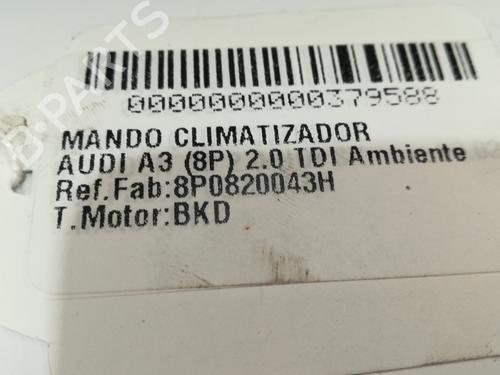 0000000000379588
MANDO CLIMATIZADOR
AUDI A3 (8P) 2.0 TDI Ambiente
Ref.Fab:8P0820043H
T.Motor:BKD
B-PARTS